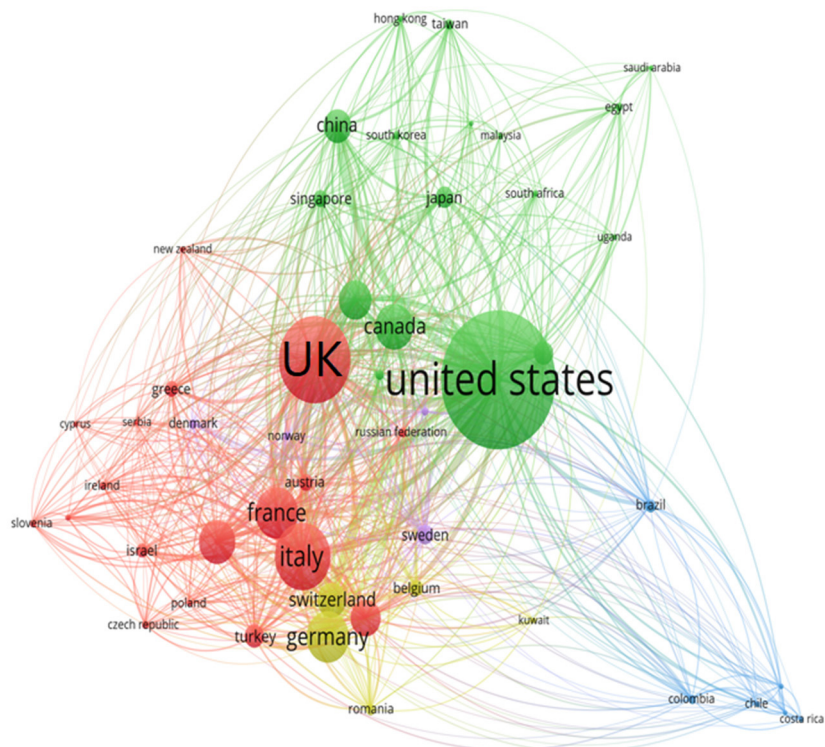 hong kong
taiwan
saudi arabia
egypt
china
south korea
malaysia
singapore
japan
south africa
uganda
new zealand
canada
UK
united states
greece
cyprus
serbia
denmark
norway
russian federation
austria
ireland
france
brazil
slovenia
sweden
israel
italy
belgium
switzerland
poland
kuwait
czech republic
turkey
germany
colombia
chile
romania
costa rica